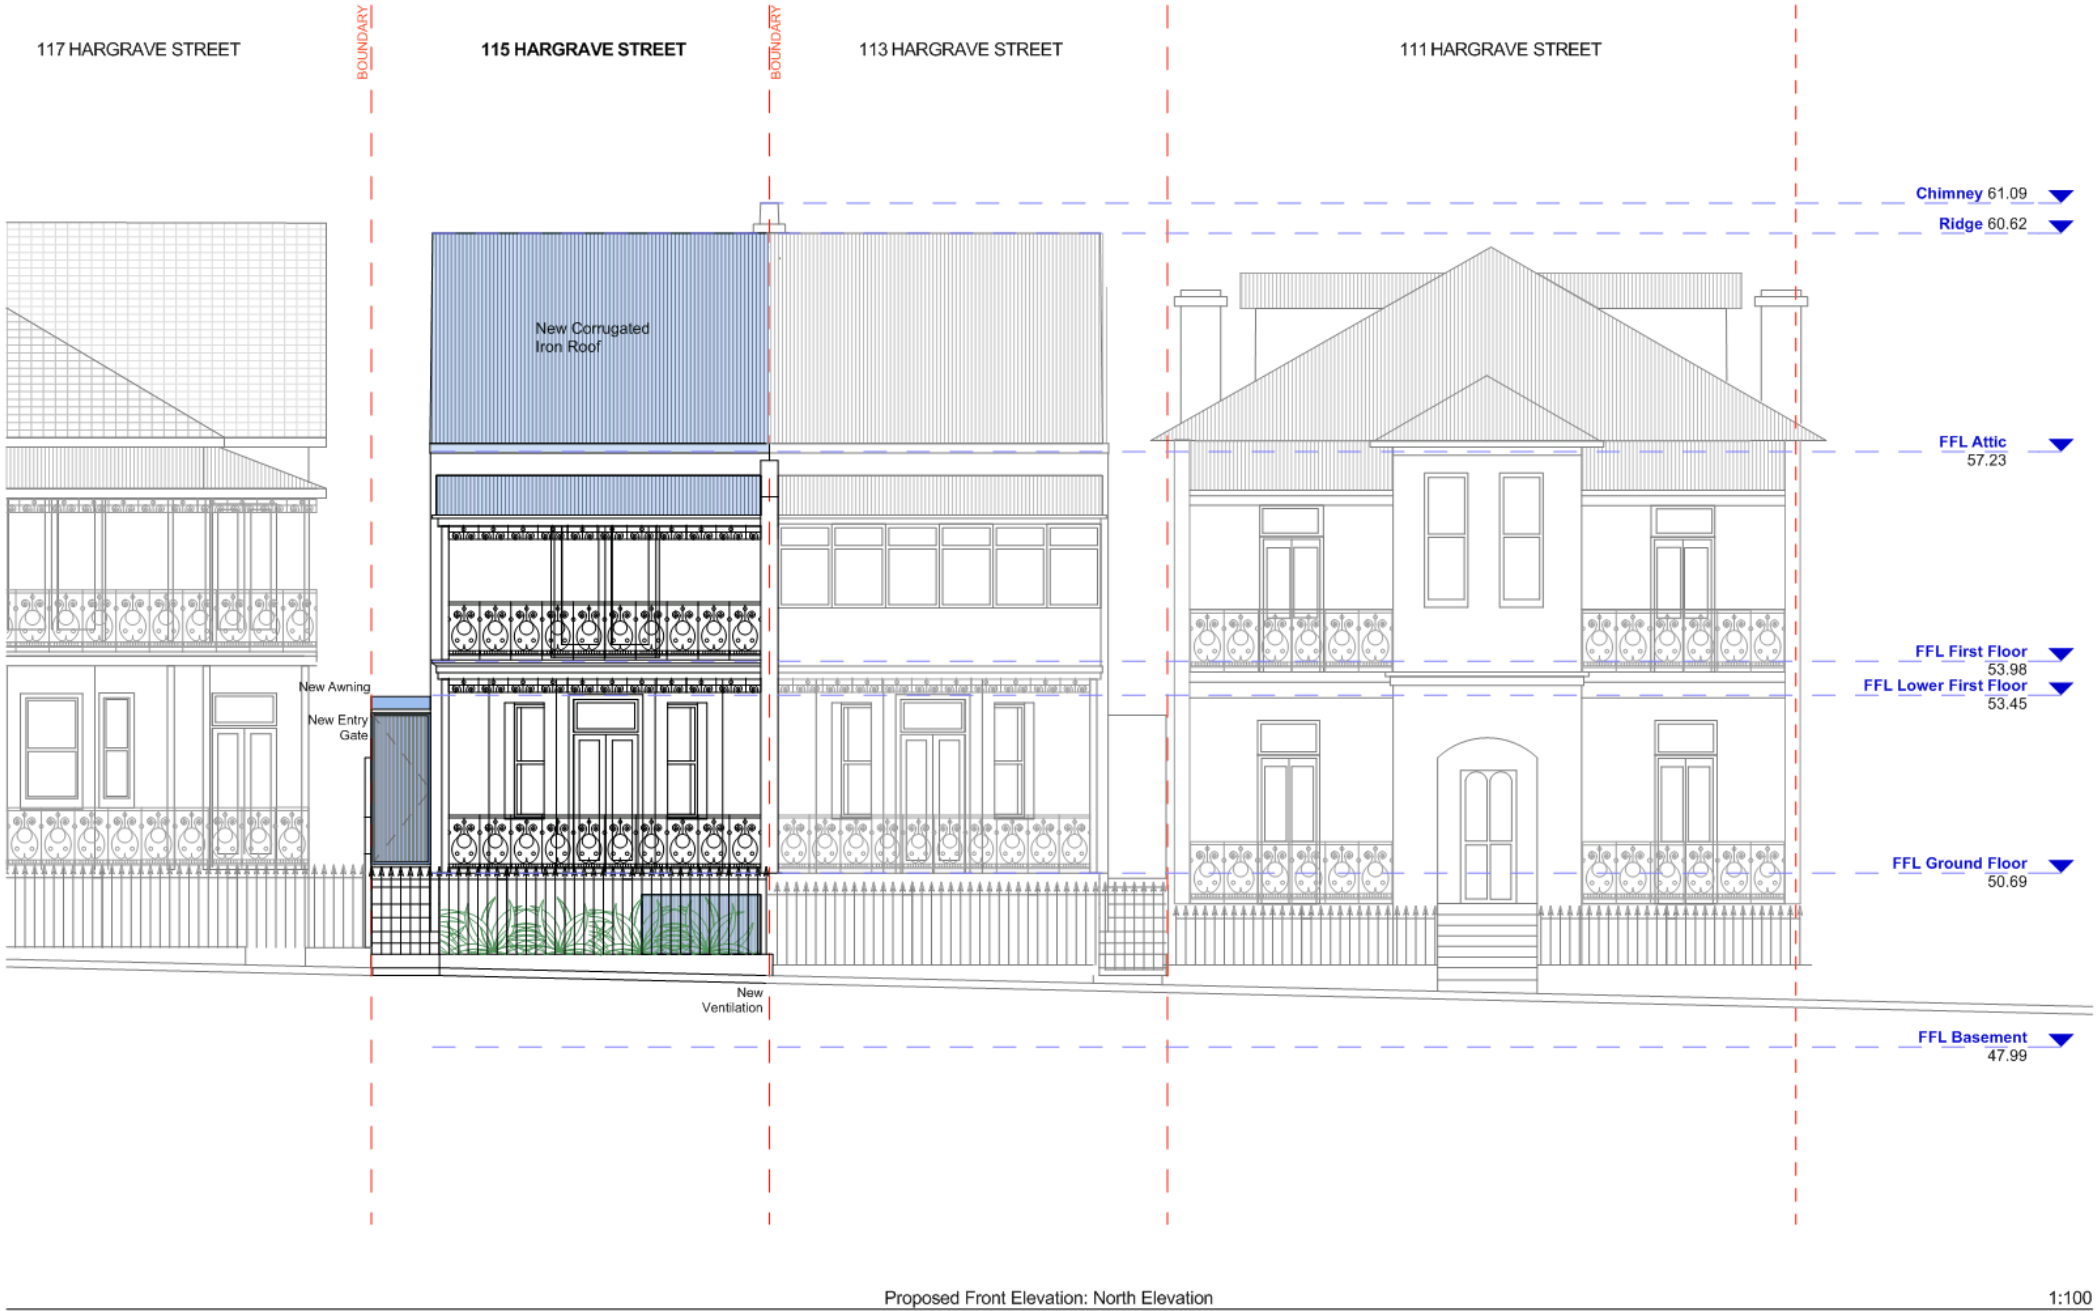 117 HARGRAVE STREET
BOUNDARY
115 HARGRAVE STREET
BOUNDARY
113 HARGRAVE STREET
111 HARGRAVE STREET
Chimney 61.09
Ridge 60.62
New Corrugated
Iron Roof
FFL Attic
57.23
FFL First Floor
53.98
FFL Lower First Floor
53.45
New Awning
New Entry
Gate
FFL Ground Floor
50.69
New
Ventilation
FFL Basement
47.99
Proposed Front Elevation: North Elevation
1:100